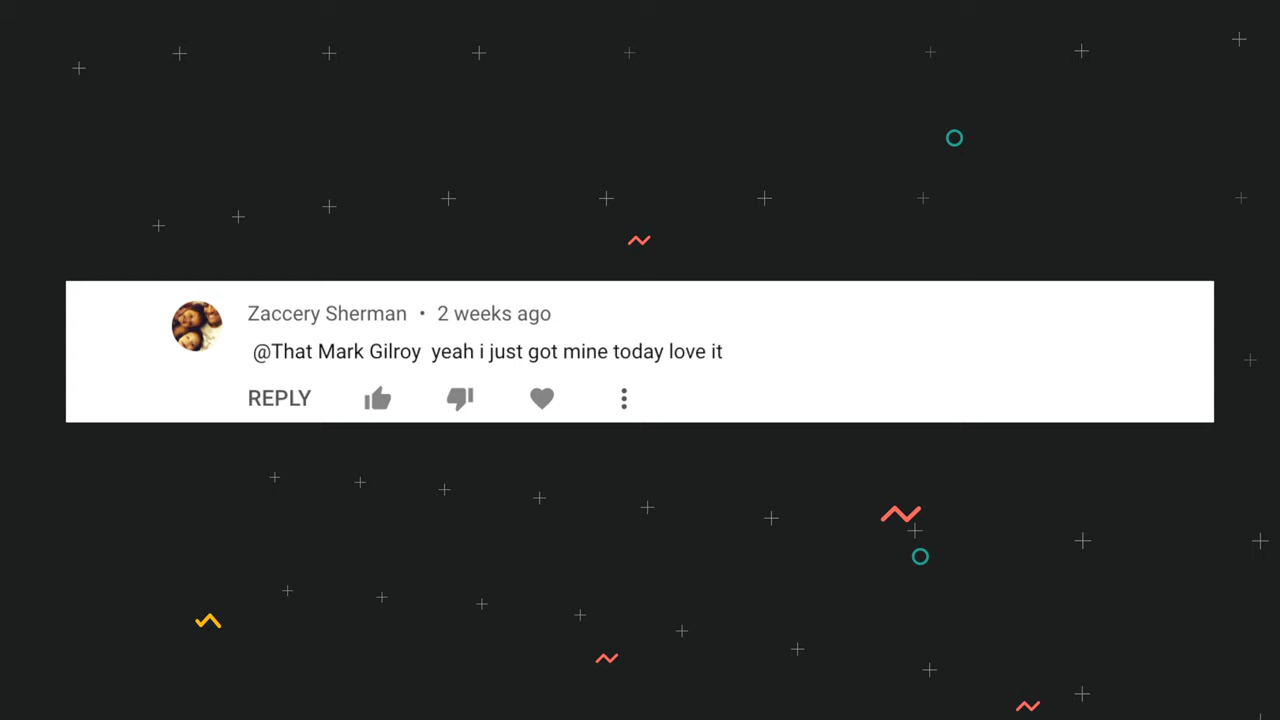 Zaccery Sherman • 2 weeks ago
@That Mark Gilroy yeah i just got mine today love it
REPLY